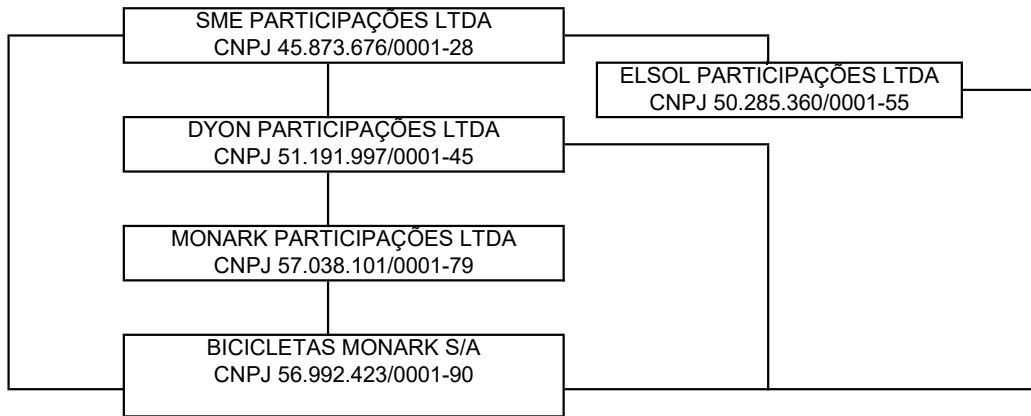 SME PARTICIPAÇÕES LTDA
CNPJ 45.873.676/0001-28
ELSOL PARTICIPAÇÕES LTDA
CNPJ 50.285.360/0001-55
DYON PARTICIPAÇÕES LTDA
CNPJ 51.191.997/0001-45
MONARK PARTICIPAÇÕES LTDA
CNPJ 57.038.101/0001-79
BICICLETAS MONARK S/A
CNPJ 56.992.423/0001-90